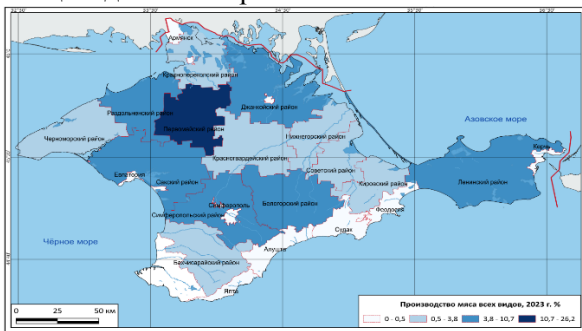 Армянск
Красноперекопский район
Раздольненский район
Джанкойский район
Первомайский район
Черноморский район
Нижнегорский район
Азовское море
Керчь
Красногвардейский район
Советский район
Евпатория
Сакский район
Кировский район
Ленинский район
Симферополь
Белогорский район
Феодосия
Симферопольский район
Судак
Чёрное море
Алушта
Бахчисарайский район
Ялта
0 25 50 км
Производство мяса всех видов, 2023 г. %
0 - 0,5 0,5 - 3,8 3,8 - 10,7 10,7 - 26,2